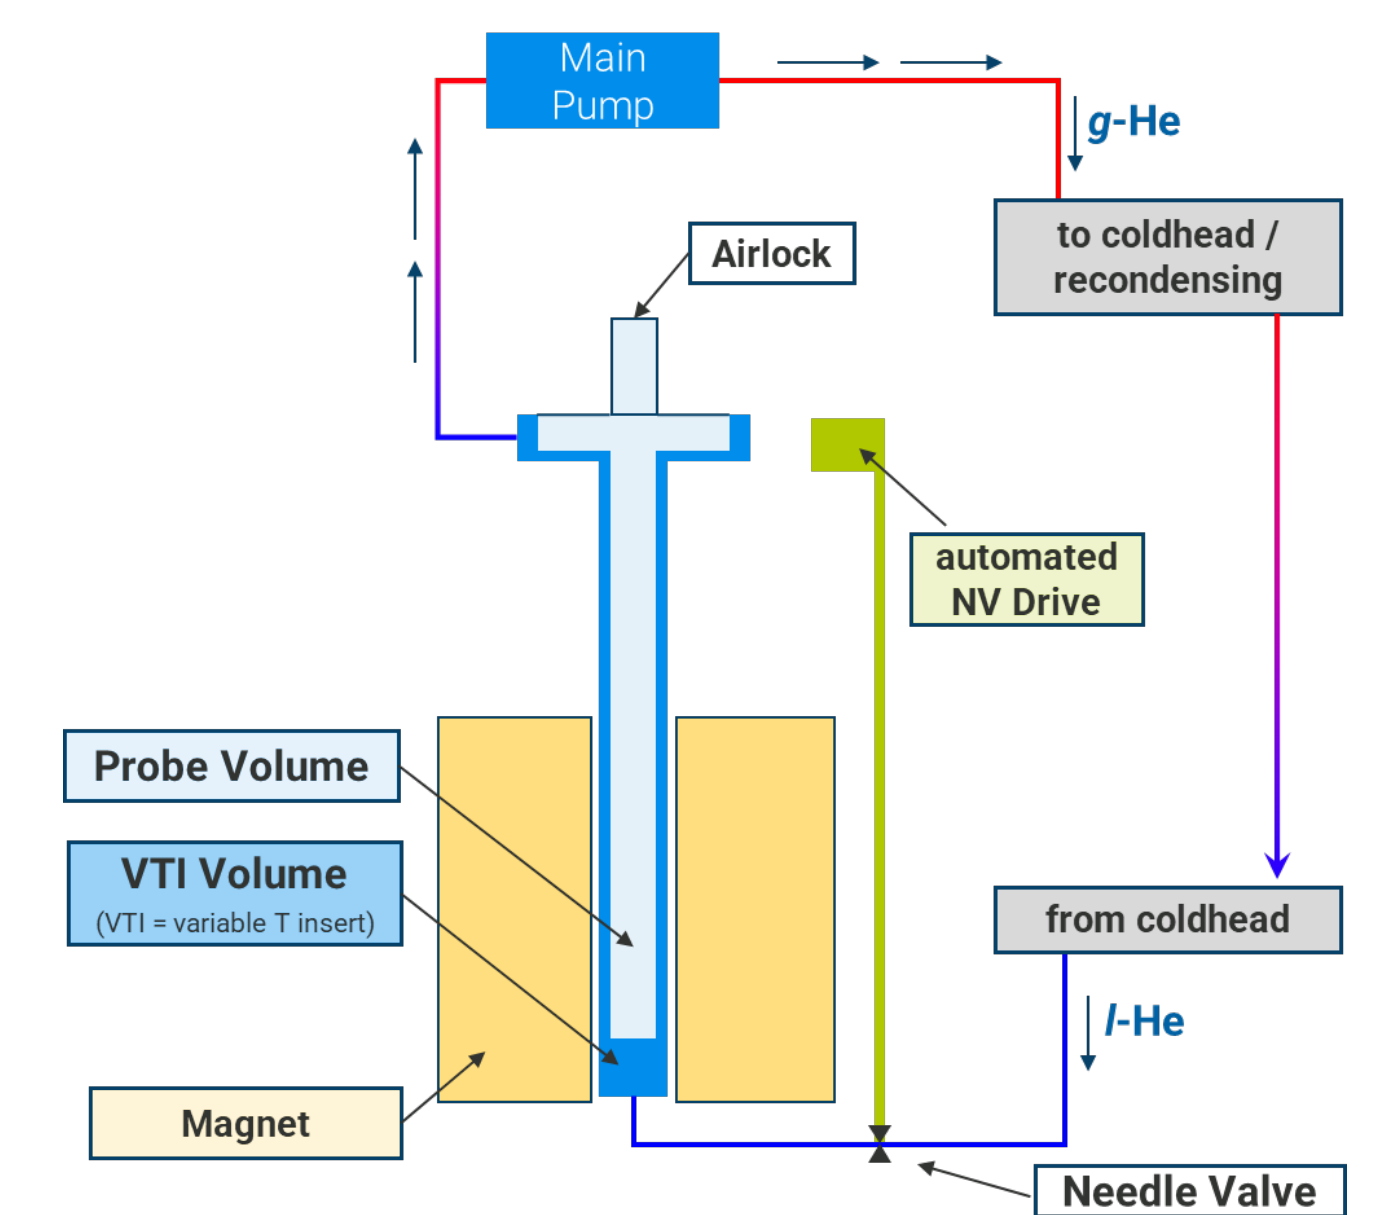 Main
Pump
g-He
to coldhead /
recondensing
Airlock
automated
NV Drive
Probe Volume
VTI Volume
(VTI = variable T insert)
from coldhead
l-He
Magnet
Needle Valve